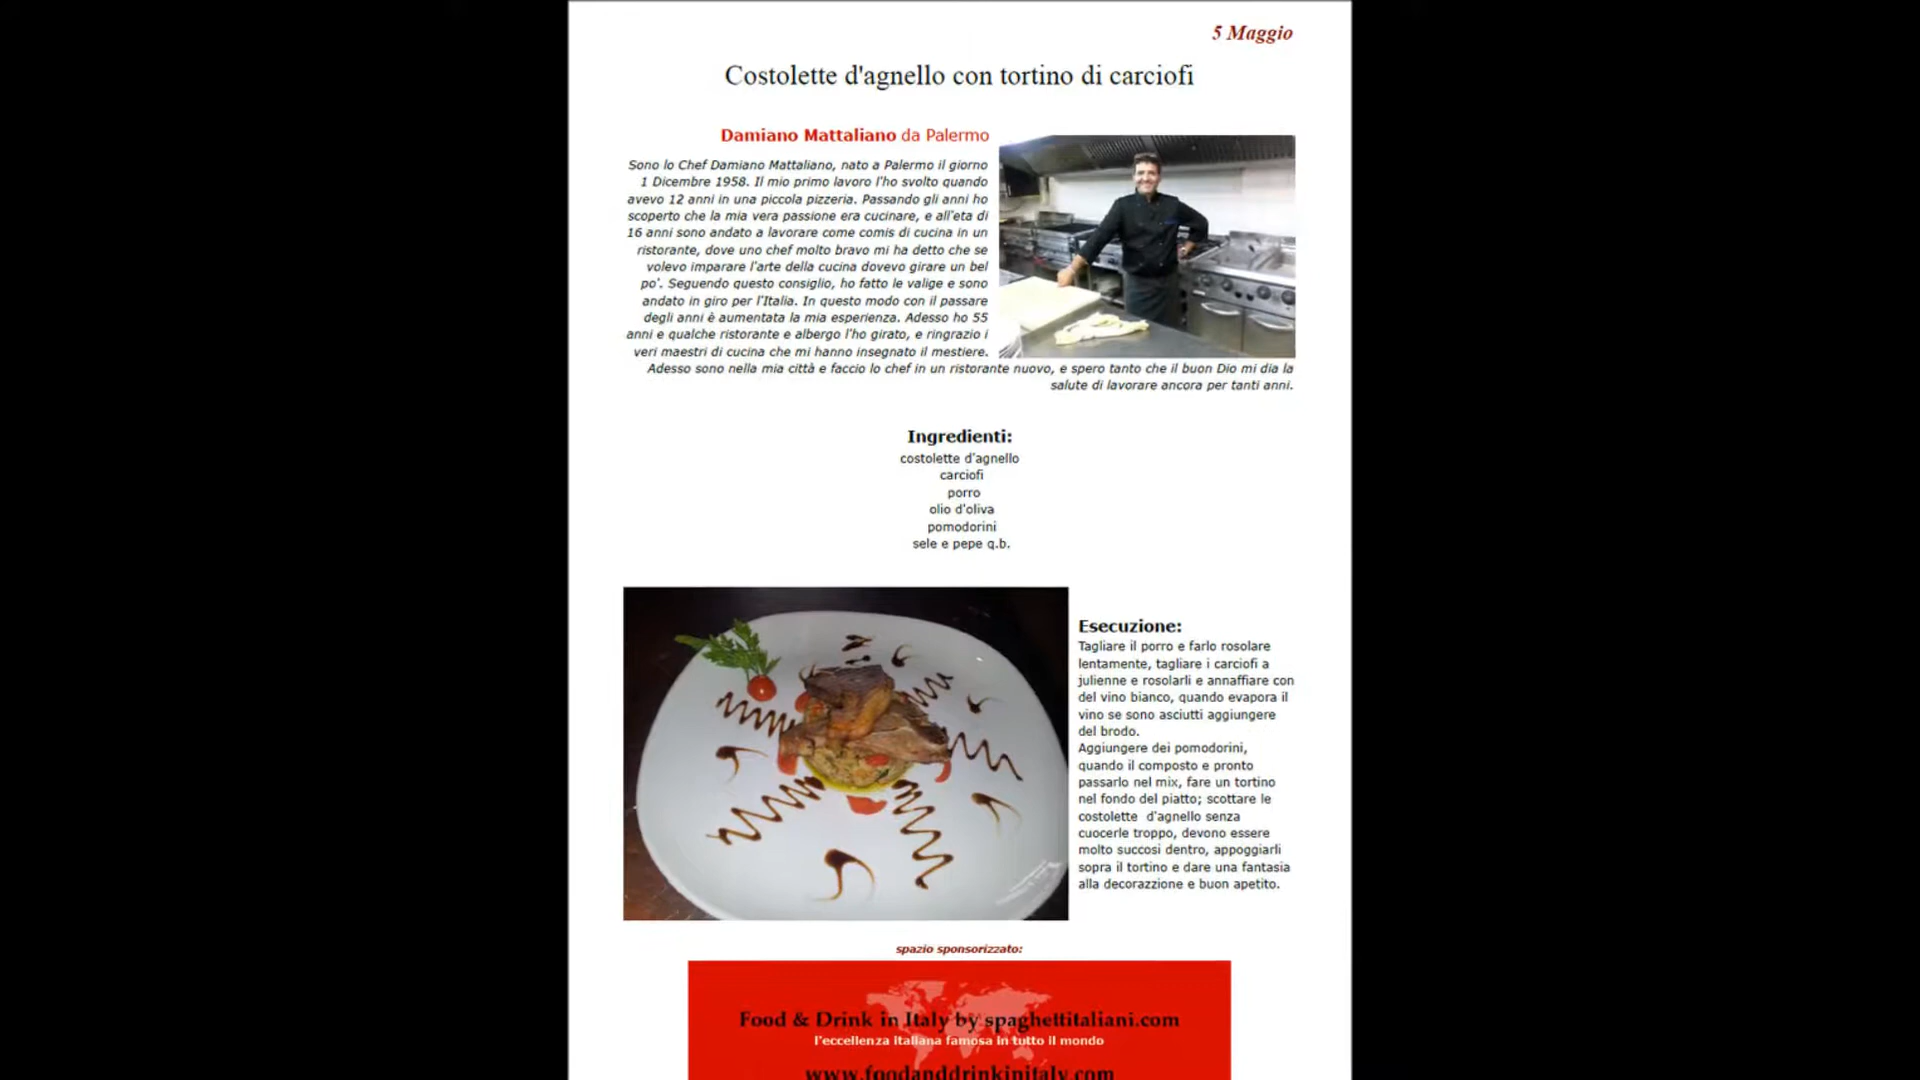 5 Maggio
Costolette d'agnello con tortino di carciofi
Damiano Mattaliano da Palermo
Sono lo Chef Damiano Mattaliano, nato a Palermo il giorno
1 Dicembre 1958. Il mio primo lavoro l'ho svolto quando
avevo 12 anni in una piccola pizzeria. Passando gli anni ho
scoperto che la mia vera passione era cucinare, e all'eta di
16 anni sono andato a lavorare come comis di cucina in un
ristorante, dove uno chef molto bravo mi ha detto che se
volevo imparare l'arte della cucina dovevo girare un bel
po'. Seguendo questo consiglio, ho fatto le valige e sono
andato in giro per l'Italia. In questo modo con il passare
degli anni è aumentata la mia esperienza. Adesso ho 55
anni e qualche ristorante e albergo l'ho girato, e ringrazio i
veri maestri di cucina che mi hanno insegnato il mestiere.
Adesso sono nella mia città e faccio lo chef in un ristorante nuovo, e spero tanto che il buon Dio mi dia la
salute di lavorare ancora per tanti anni.
Ingredienti:
costolette d'agnello
carciofi
porro
olio d'oliva
pomodorini
sele e pepe q.b.
Esecuzione:
Tagliare il porro e farlo rosolare
lentamente, tagliare i carciofi a
julienne e rosolarli e annaffiare con
del vino bianco, quando evapora il
vino se sono asciutti aggiungere
del brodo.
Aggiungere dei pomodorini,
quando il composto e pronto
passarlo nel mix, fare un tortino
nel fondo del piatto; scottare le
costolette d'agnello senza
cuocerle troppo, devono essere
molto succosi dentro, appoggiarli
sopra il tortino e dare una fantasia
alla decorazzione e buon apetito.
spazio sponsorizzato:
Food & Drink in Italy by spaghettitaliani.com
l'eccellenza italiana famosa in tutto il mondo
www.foodanddrinkinitaly.com